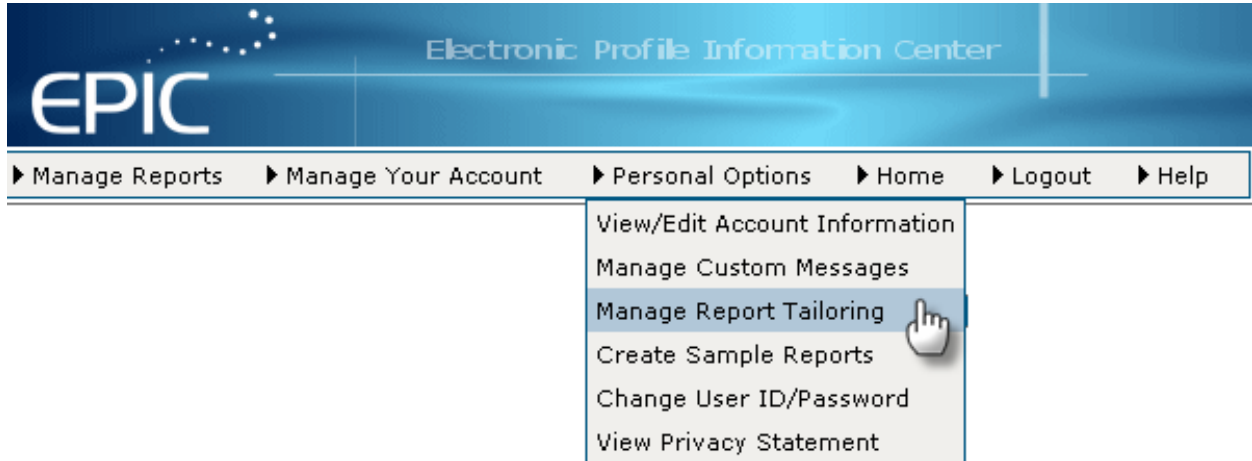 Electronic Profile Information Center
EPIC
Manage Reports Manage Your Account Personal Options Home Logout Help
View/Edit Account Information
Manage Custom Messages
Manage Report Tailoring
Create Sample Reports
Change User ID/Password
View Privacy Statement